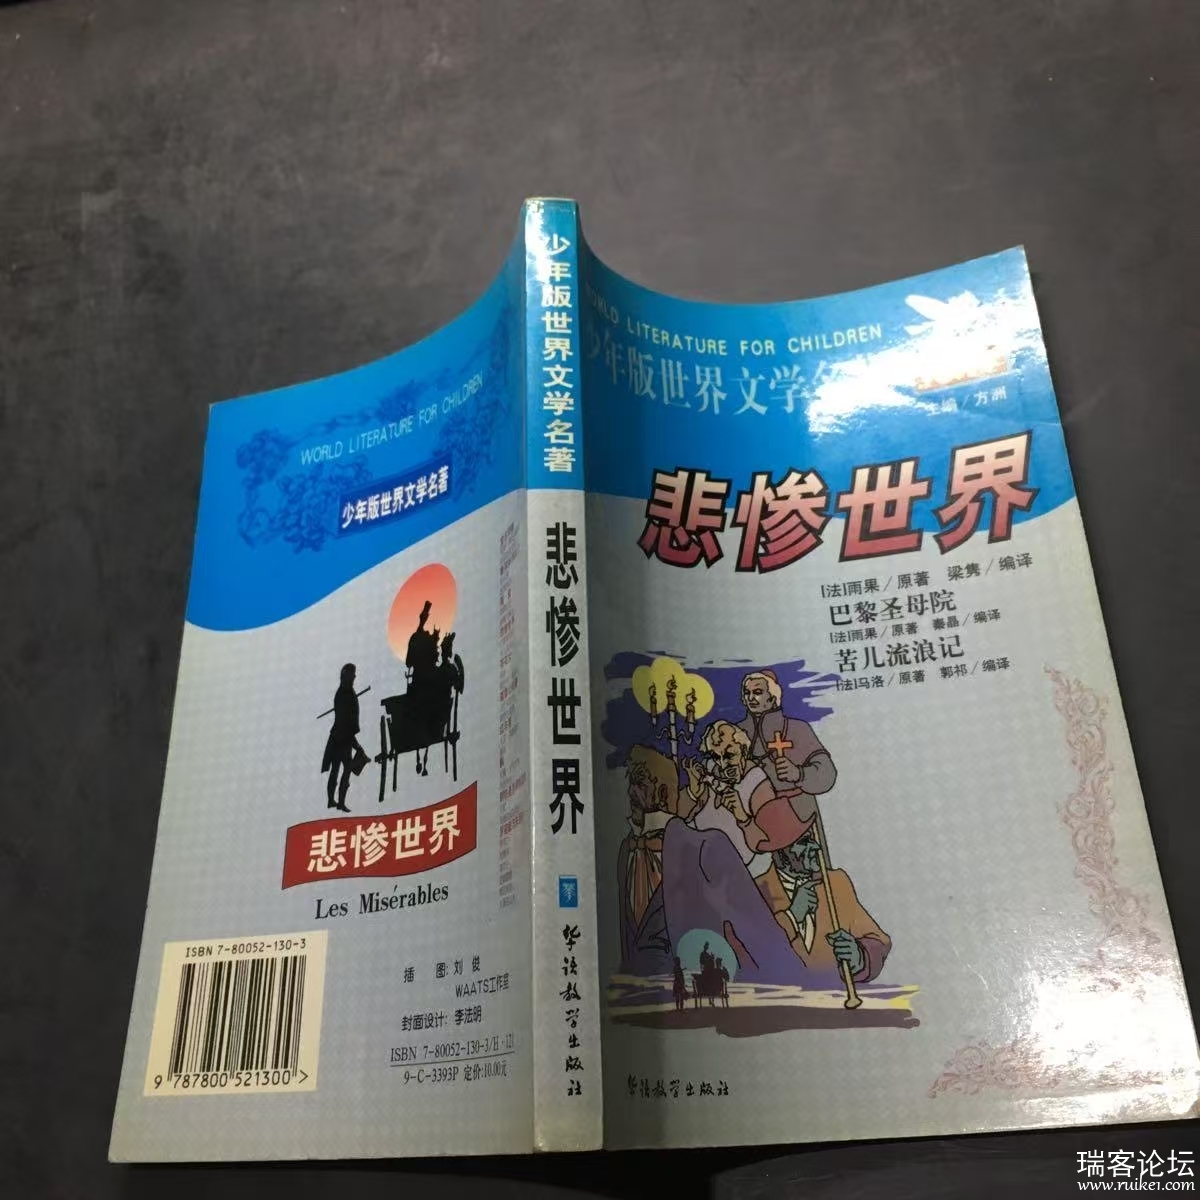 少年版世界文学名著
悲惨世界
华语教学出版社
WORLD LITERATURE FOR CHILDREN
少年版世界文学名著
悲惨世界
Les Misérables
ISBN 7-80052-130-3
9 787800 521300 >
插 图: 刘 俊
WAATS工作室
封面设计: 李法明
ISBN 7-80052-130-3/H·121
9-C-3393P 定价:10.00元
WORLD LITERATURE FOR CHILDREN
少年版世界文学名
主编/方洲
悲惨世界
[法]雨果/原著 梁隽/编译
巴黎圣母院
[法]雨果/原著 秦晶/编译
苦儿流浪记
[法]马洛/原著 郭祁/编译
华语教学出版社
瑞客论坛
www.ruike1.com